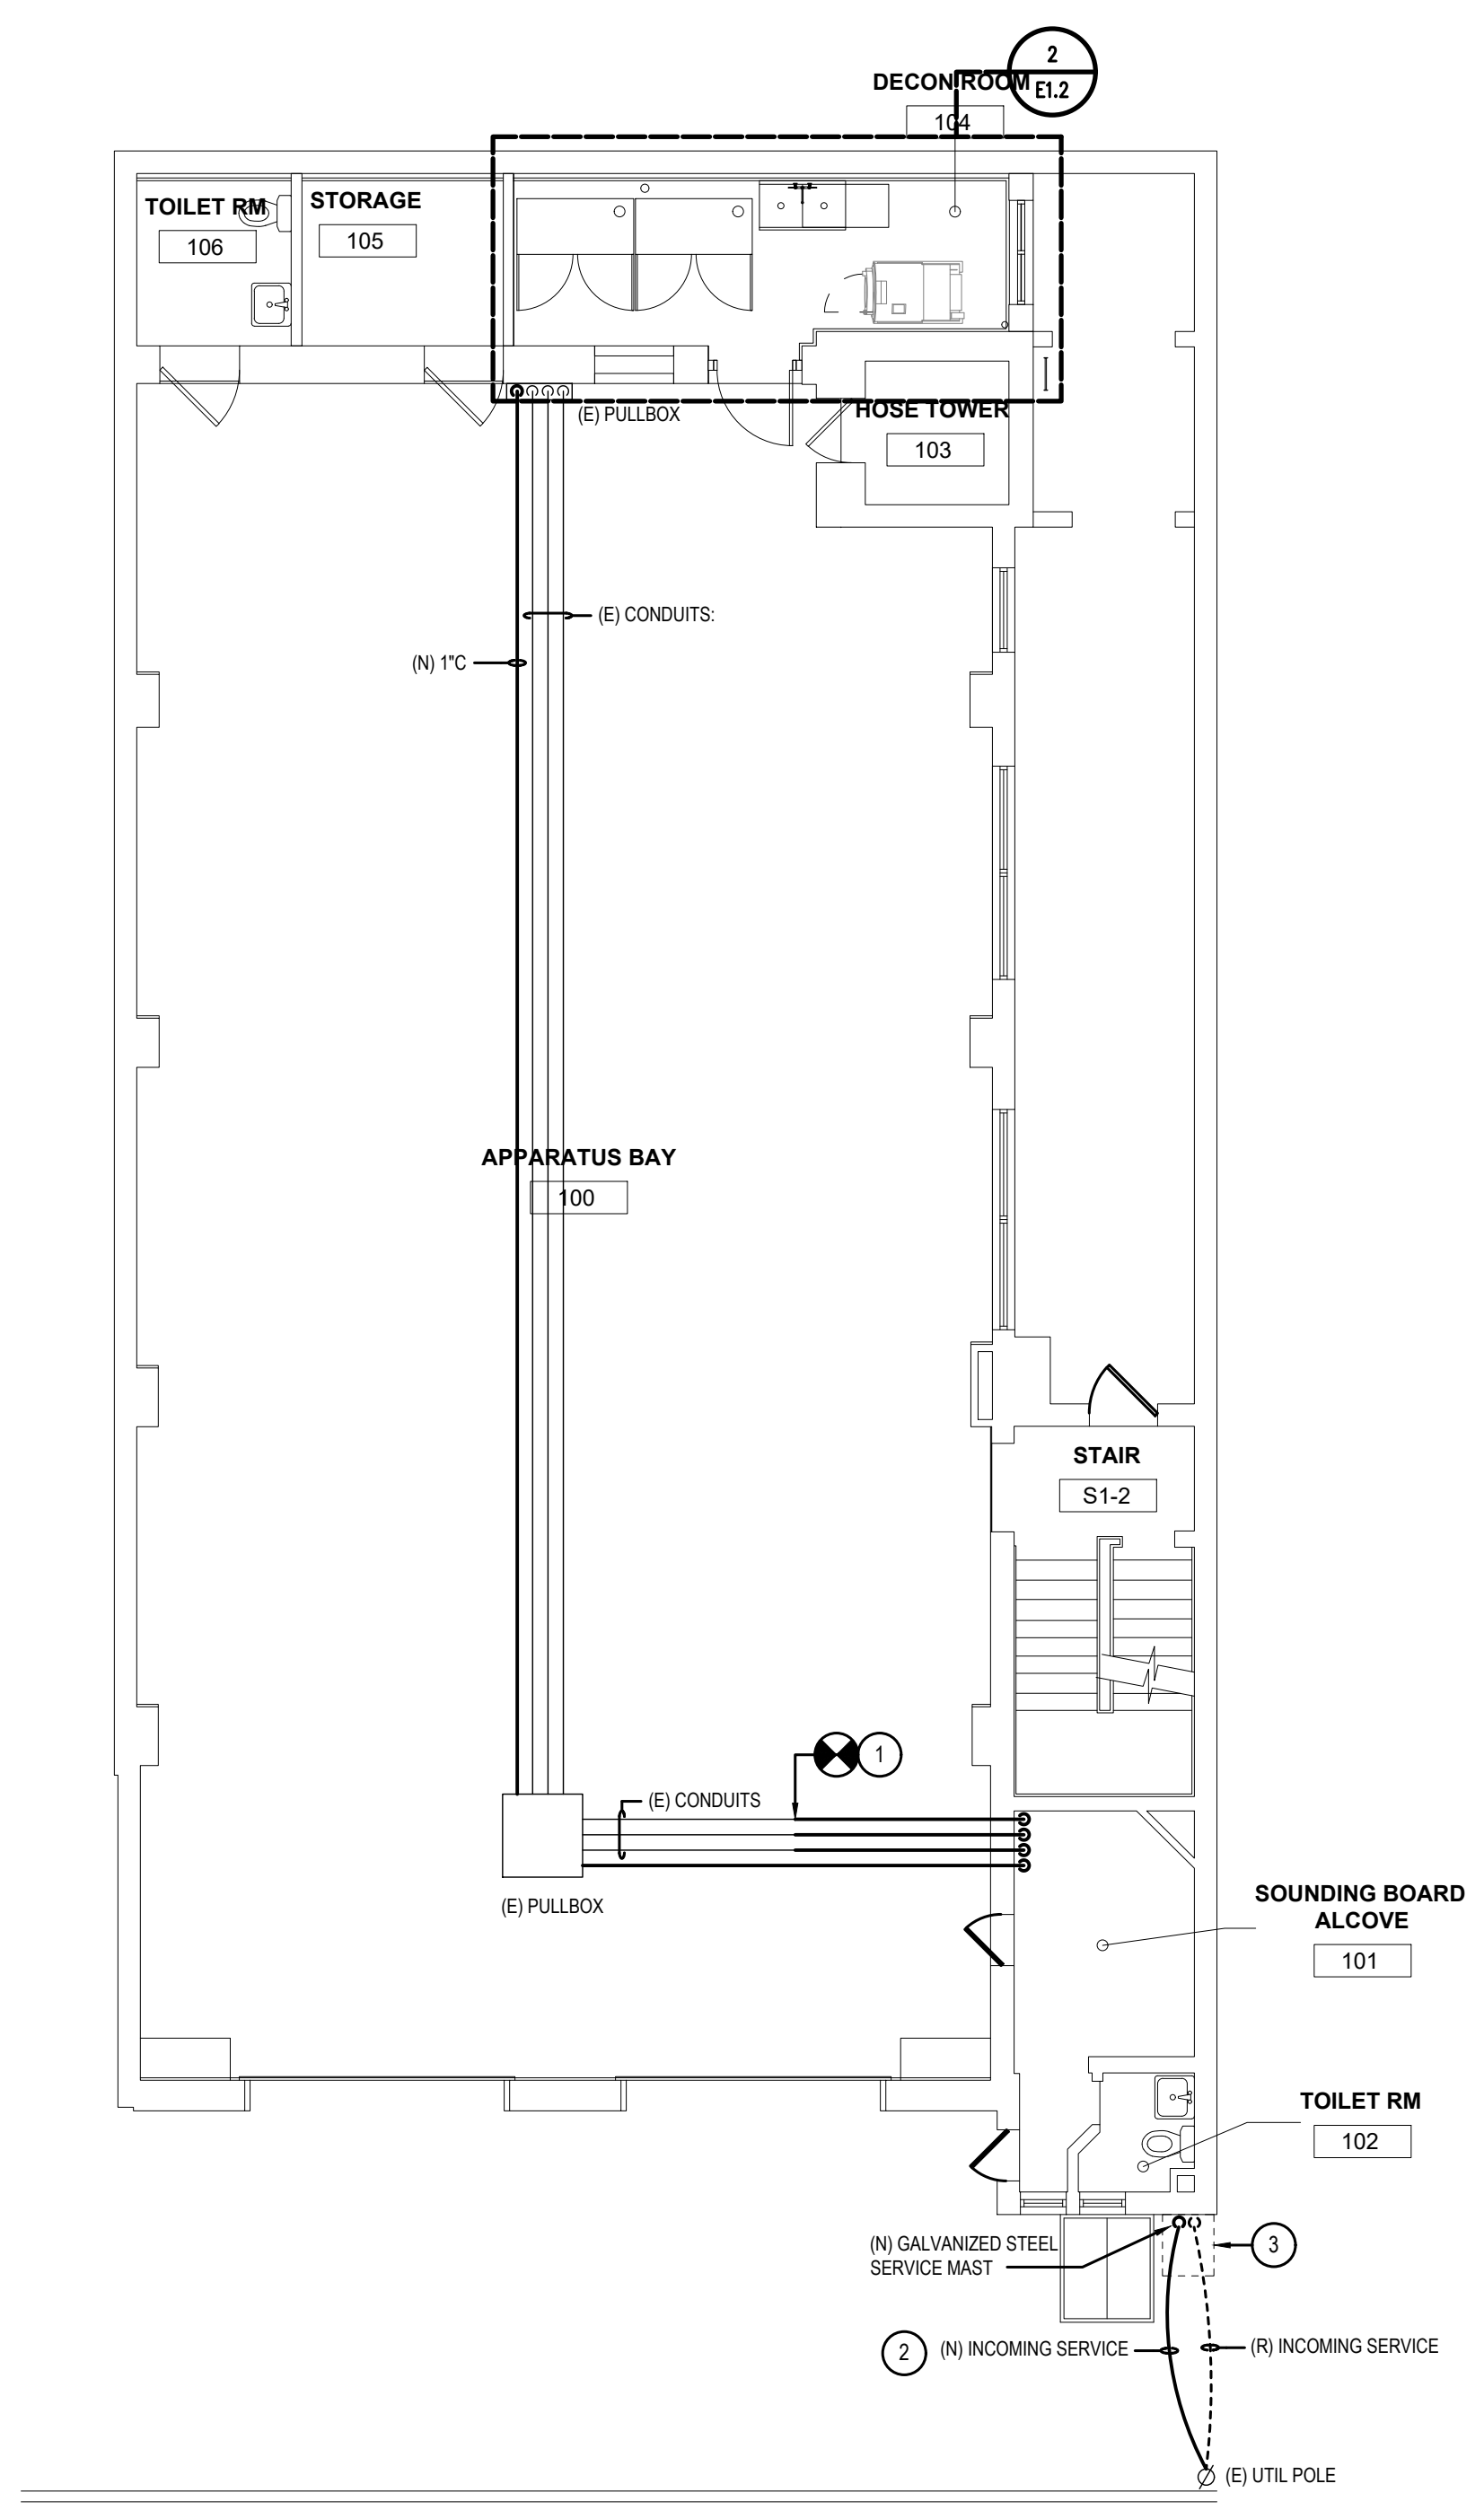 2
E1.2
DECON ROOM
104
TOILET RM
106
STORAGE
105
(E) PULLBOX
HOSE TOWER
103
(E) CONDUITS:
(N) 1"C
APPARATUS BAY
100
STAIR
S1-2
1
(E) CONDUITS
(E) PULLBOX
SOUNDING BOARD
ALCOVE
101
TOILET RM
102
(N) GALVANIZED STEEL
SERVICE MAST
3
2
(N) INCOMING SERVICE
(R) INCOMING SERVICE
(E) UTIL POLE